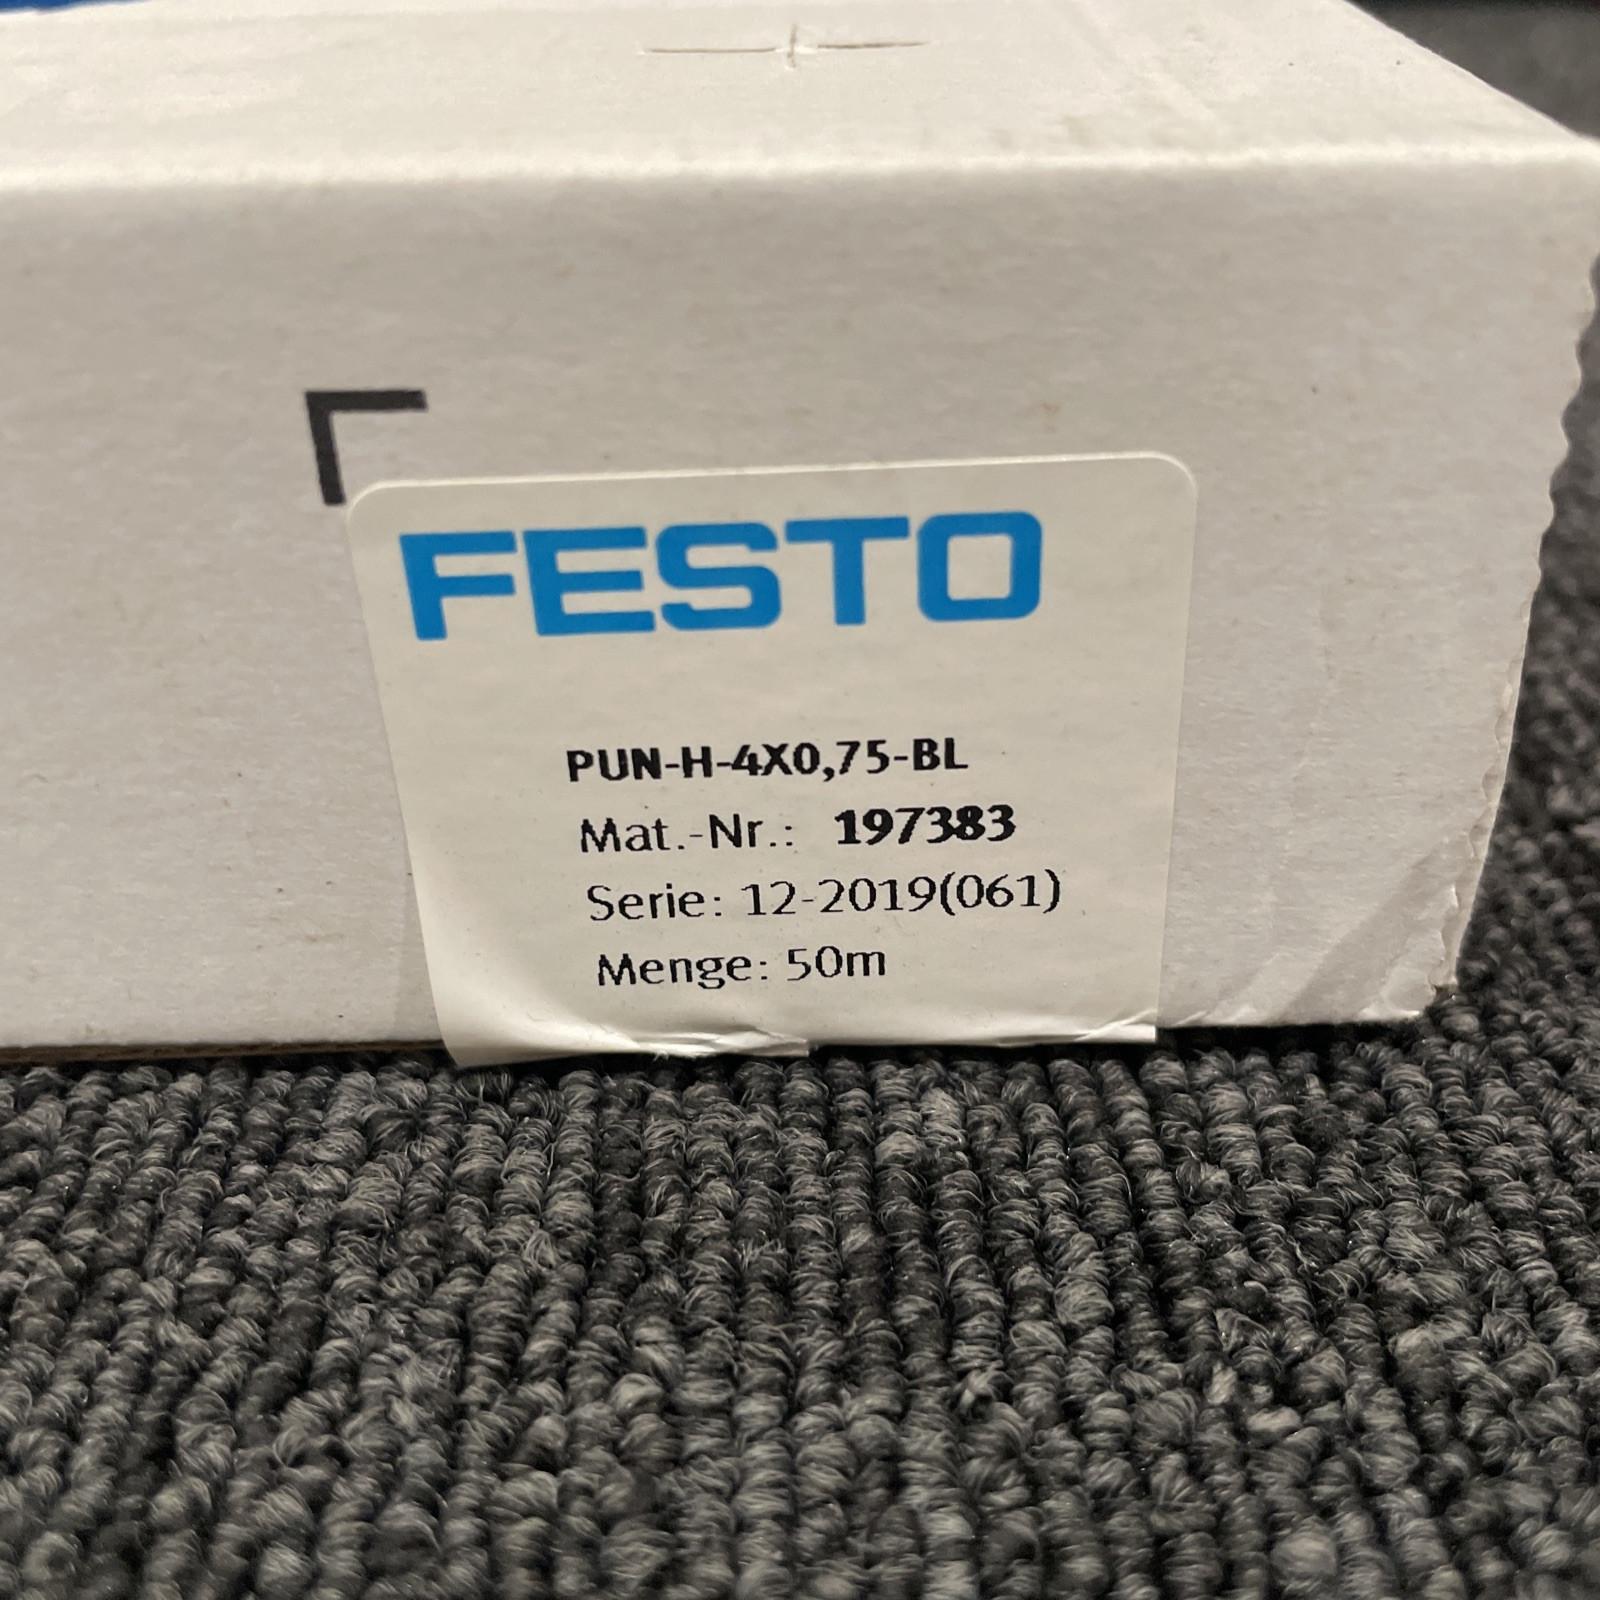 FESTO
PUN-H-4X0,75-BL
Mat.-Nr.: 197383
Serie: 12-2019(061)
Menge: 50m